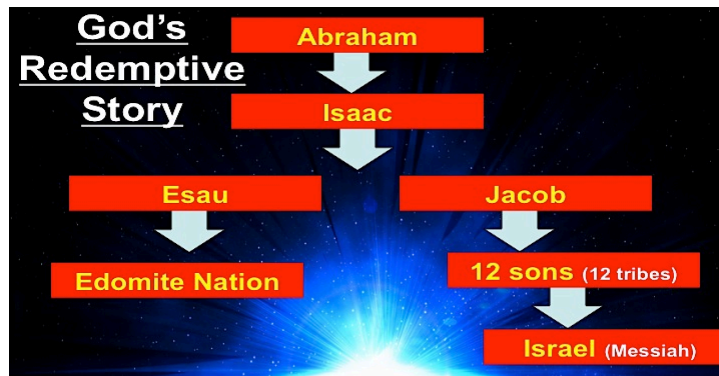 God's
Redemptive
Story
Abraham
Isaac
Esau
Jacob
Edomite Nation
12 sons (12 tribes)
Israel (Messiah)